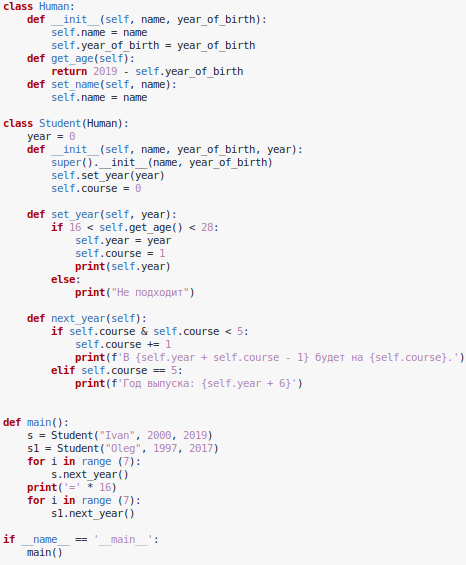 class Human:
    def __init__(self, name, year_of_birth):
        self.name = name
        self.year_of_birth = year_of_birth
    def get_age(self):
        return 2019 - self.year_of_birth
    def set_name(self, name):
        self.name = name

class Student(Human):
    year = 0
    def __init__(self, name, year_of_birth, year):
        super().__init__(name, year_of_birth)
        self.set_year(year)
        self.course = 0

    def set_year(self, year):
        if 16 < self.get_age() < 28:
            self.year = year
            self.course = 1
            print(self.year)
        else:
            print("Не подходит")

    def next_year(self):
        if self.course & self.course < 5:
            self.course += 1
            print(f'В {self.year + self.course - 1} будет на {self.course}.')
        elif self.course == 5:
            print(f'Год выпуска: {self.year + 6}')


def main():
    s = Student("Ivan", 2000, 2019)
    s1 = Student("Oleg", 1997, 2017)
    for i in range (7):
        s.next_year()
    print('=' * 16)
    for i in range (7):
        s1.next_year()

if __name__ == '__main__':
    main()